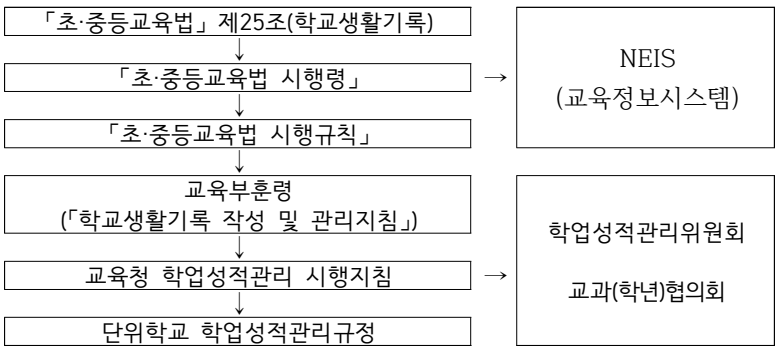 「초·중등교육법」 제25조(학교생활기록)
↓
「초·중등교육법 시행령」
→
NEIS
(교육정보시스템)
↓
「초·중등교육법 시행규칙」
↓
교육부훈령
(「학교생활기록 작성 및 관리지침」)
↓
교육청 학업성적관리 시행지침
→
학업성적관리위원회
교과(학년)협의회
↓
단위학교 학업성적관리규정